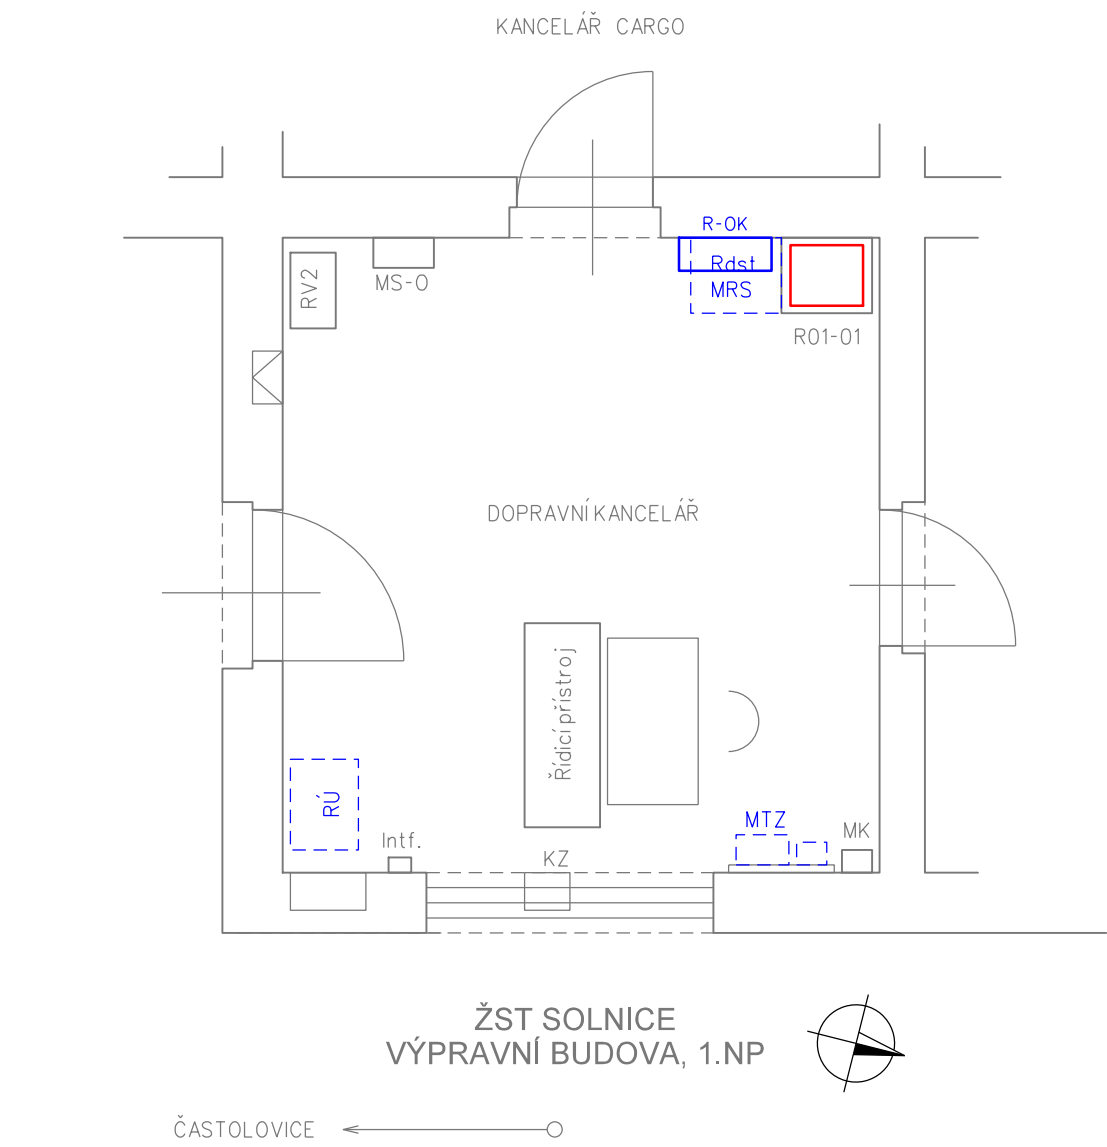 KANCELÁŘ CARGO
R-OK
Rdst
MRS
RV2
MS-O
R01-01
DOPRAVNÍ KANCELÁŘ
Řídicí přístroj
RÚ
Intf.
KZ
MTZ
MK
ŽST SOLNICE
VÝPRAVNÍ BUDOVA, 1.NP
ČASTOLOVICE